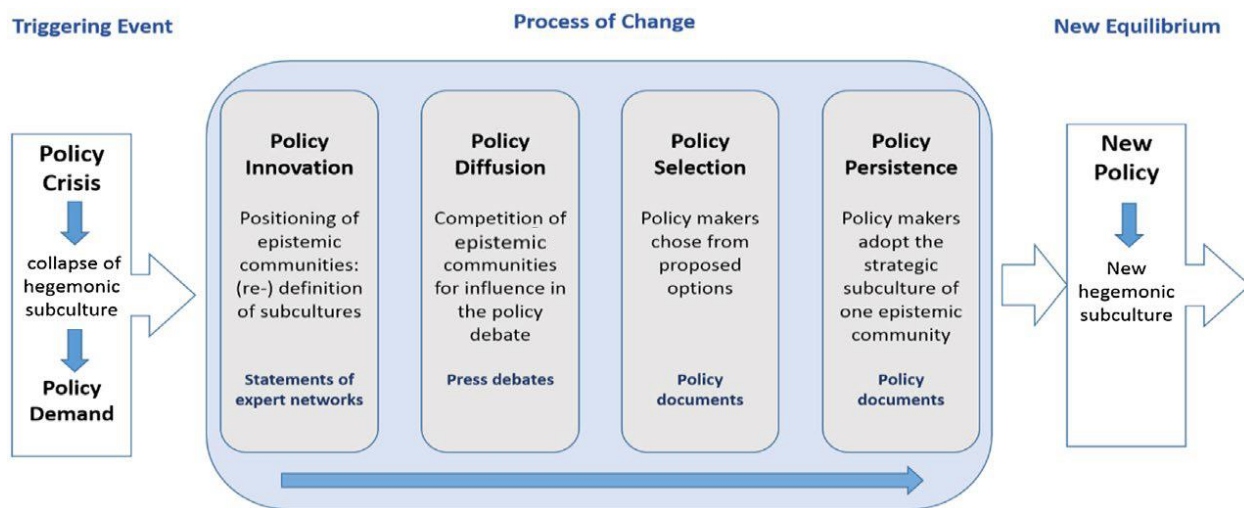 Triggering Event
Process of Change
New Equilibrium
Policy
Crisis
collapse of
hegemonic
subculture
Policy
Demand
Policy
Innovation
Positioning of
epistemic
communities:
(re-) definition
of subcultures
Statements of
expert networks
Policy
Diffusion
Competition of
epistemic
communities
for influence in
the policy
debate
Press debates
Policy
Selection
Policy makers
chose from
proposed
options
Policy
documents
Policy
Persistence
Policy makers
adopt the
strategic
subculture of
one epistemic
community
Policy
documents
New
Policy
New
hegemonic
subculture